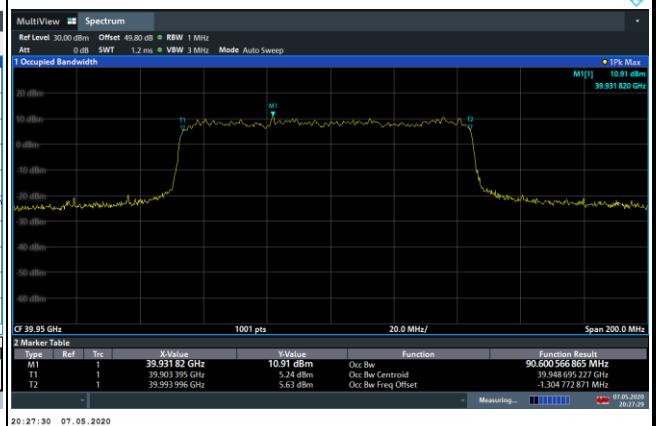 MultiView Spectrum
Ref Level 30.00 dBm Offset 49.80 dB RBW 1 MHz
Att 0 dB SWT 1.2 ms VBW 3 MHz Mode Auto Sweep
1 Occupied Bandwidth 1Pk Max
M1[1] 10.91 dBm
39.931 820 GHz
20 dBm
M1
10 dBm
T1 T2
0 dBm
-10 dBm
-20 dBm
-30 dBm
-40 dBm
-50 dBm
-60 dBm
CF 39.95 GHz 1001 pts 20.0 MHz/ Span 200.0 MHz
2 Marker Table
Type Ref Trc X-Value Y-Value Function Function Result
M1 1 39.931 82 GHz 10.91 dBm Occ Bw 90.600 566 865 MHz
T1 1 39.903 395 GHz 5.24 dBm Occ Bw Centroid 39.948 695 227 GHz
T2 1 39.993 996 GHz 5.63 dBm Occ Bw Freq Offset -1.304 772 871 MHz
Measuring... 07.05.2020
20:27:29
20:27:30 07.05.2020